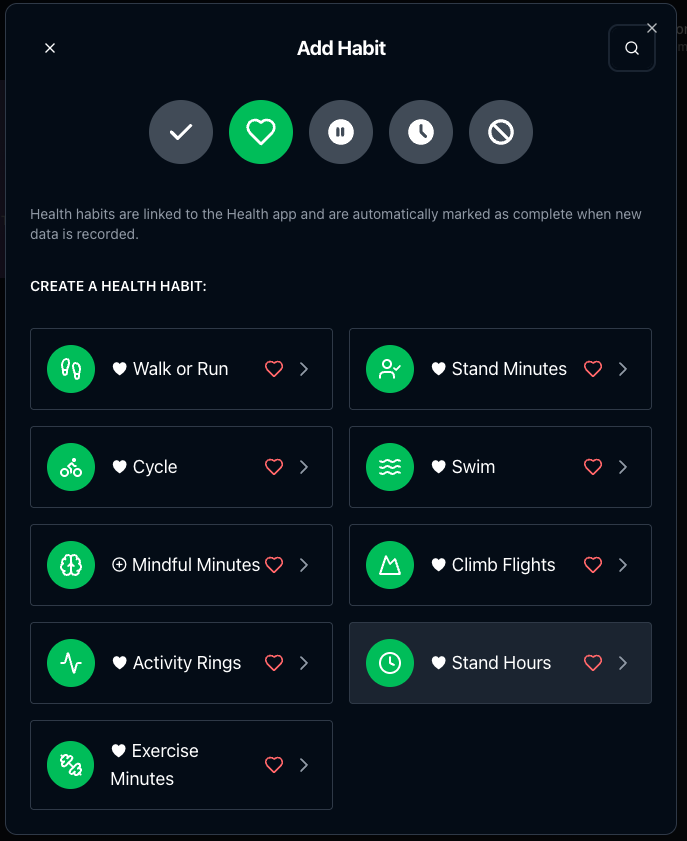 Add Habit
Health habits are linked to the Health app and are automatically marked as complete when new
data is recorded.
CREATE A HEALTH HABIT:
Walk or Run
Stand Minutes
Cycle
Swim
Mindful Minutes
Climb Flights
Activity Rings
Stand Hours
Exercise
Minutes